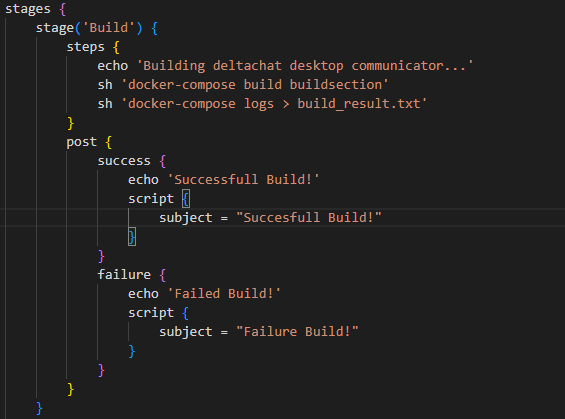 stages {
    stage('Build') {
        steps {
            echo 'Building deltachat desktop communicator...'
            sh 'docker-compose build buildsection'
            sh 'docker-compose logs > build_result.txt'
        }
        post {
            success {
                echo 'Successfull Build!'
                script {
                    subject = "Succesfull Build!"
                }
            }
            failure {
                echo 'Failed Build!'
                script {
                    subject = "Failure Build!"
                }
            }
        }
    }